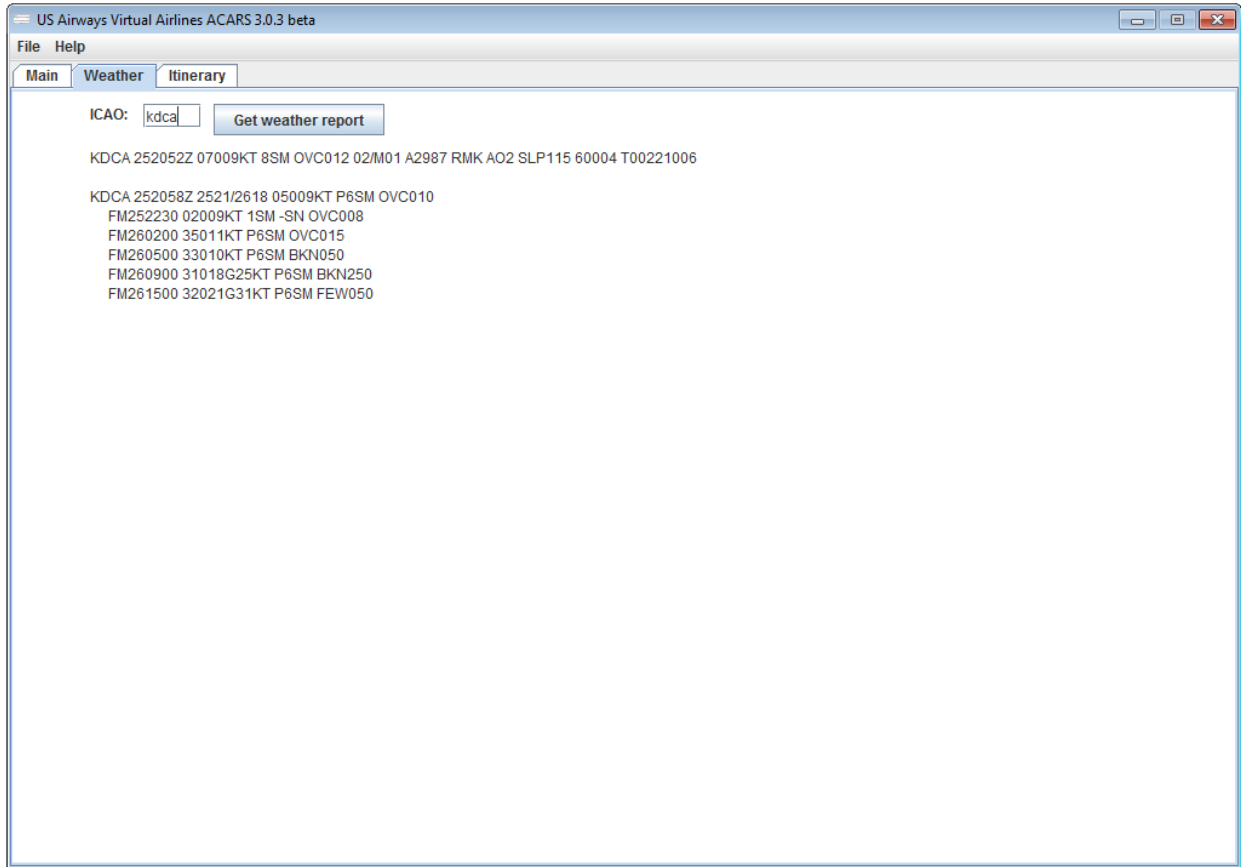 US Airways Virtual Airlines ACARS 3.0.3 beta
File Help
Main Weather Itinerary
ICAO: kdca Get weather report
KDCA 252052Z 07009KT 8SM OVC012 02/M01 A2987 RMK AO2 SLP115 60004 T00221006
KDCA 252058Z 2521/2618 05009KT P6SM OVC010
FM252230 02009KT 1SM -SN OVC008
FM260200 35011KT P6SM OVC015
FM260500 33010KT P6SM BKN050
FM260900 31018G25KT P6SM BKN250
FM261500 32021G31KT P6SM FEW050